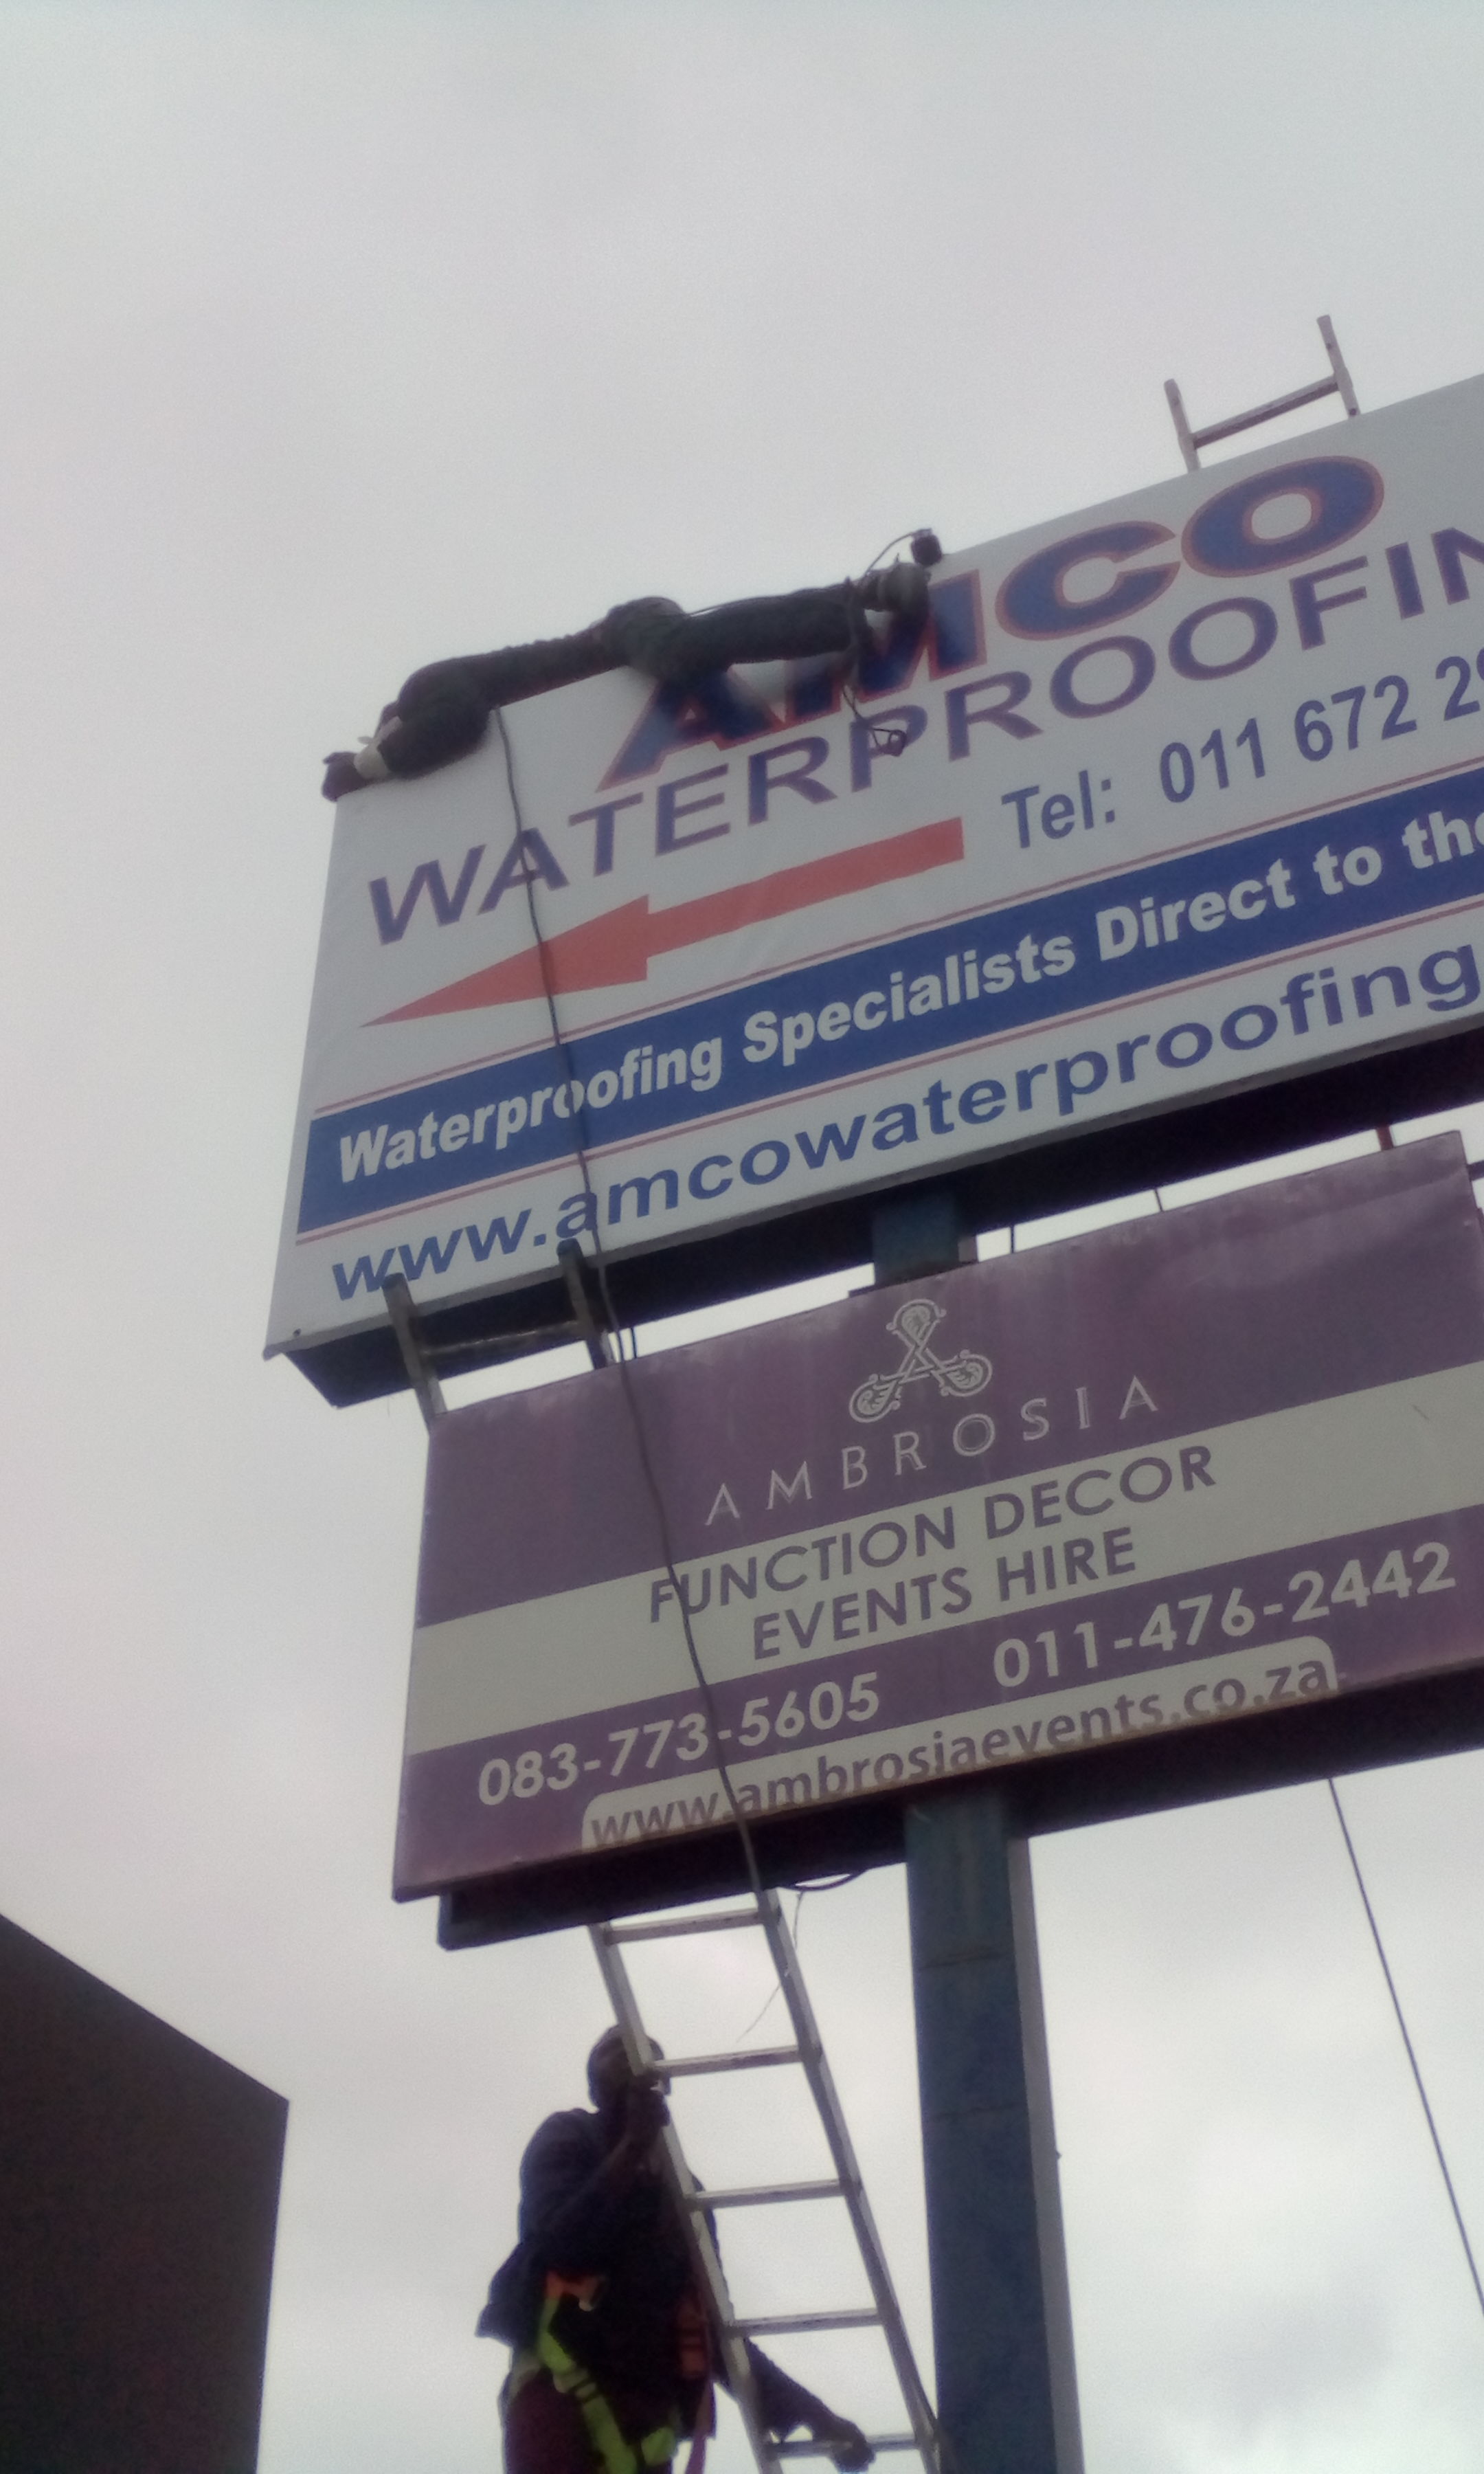 AMCO
WATERPROOFIN
Tel: 011 672 2
Waterproofing Specialists Direct to the
www.amcowaterproofing
AMBROSIA
FUNCTION DECOR
EVENTS HIRE
083-773-5605 011-476-2442
www.ambrosiaevents.co.za